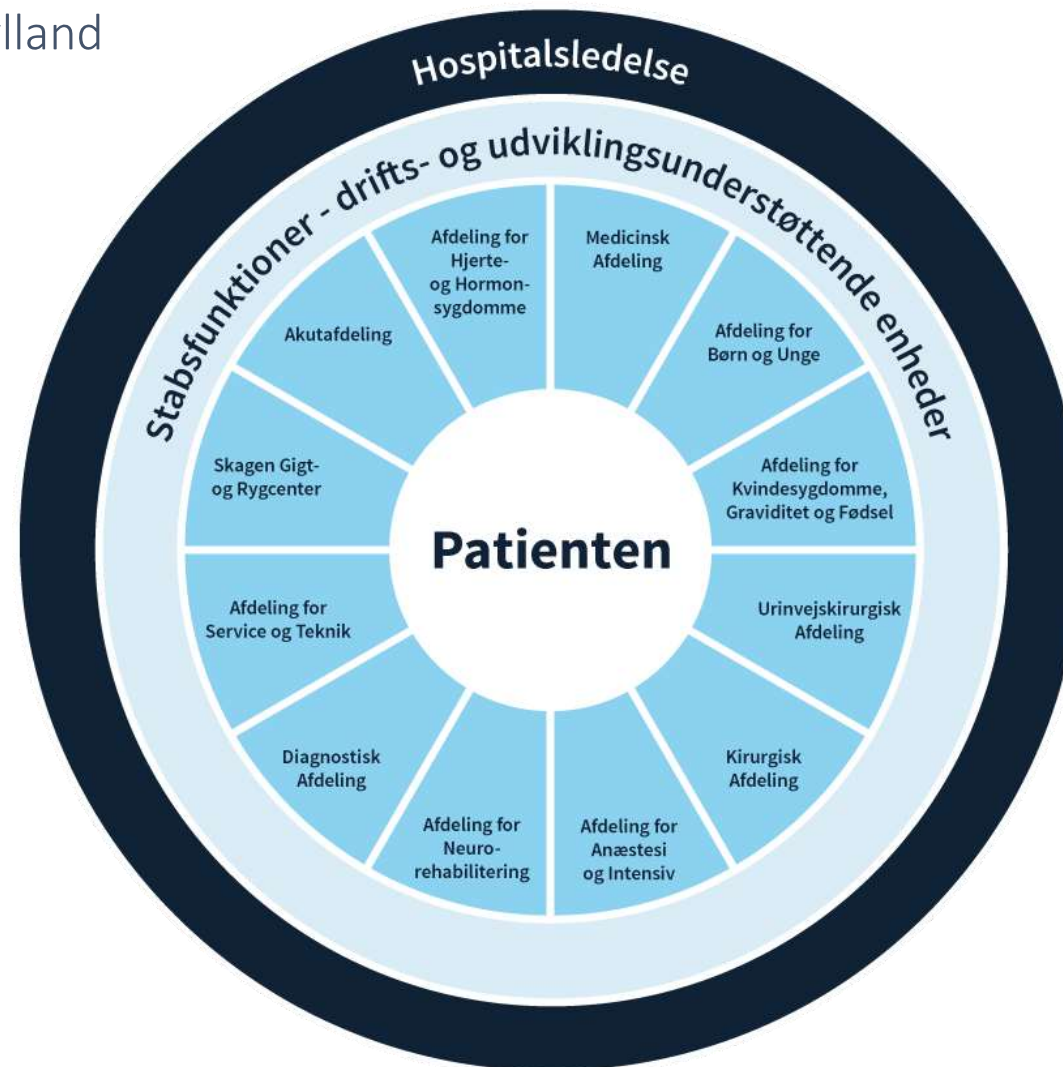 lland
Hospitalsledelse
Stabsfunktioner - drifts- og udviklingsunderstøttende enheder
Afdeling for
Hjerte-
og Hormon-
sygdomme
Medicinsk
Afdeling
Akutafdeling
Afdeling for
Børn og Unge
Skagen Gigt-
og Rygcenter
Afdeling for
Kvindesygdomme,
Graviditet og Fødsel
Patienten
Afdeling for
Service og Teknik
Urinvejskirurgisk
Afdeling
Diagnostisk
Afdeling
Kirurgisk
Afdeling
Afdeling for
Neuro-
rehabilitering
Afdeling for
Anæstesi
og Intensiv